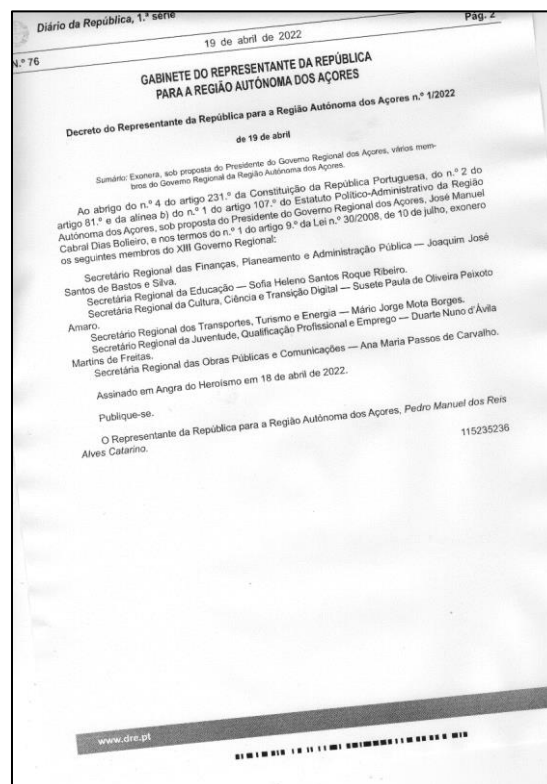 Diário da República, 1.ª série
N.º 76
19 de abril de 2022
Pág. 2
GABINETE DO REPRESENTANTE DA REPÚBLICA
PARA A REGIÃO AUTÓNOMA DOS AÇORES
Decreto do Representante da República para a Região Autónoma dos Açores n.º 1/2022
de 19 de abril
Sumário: Exonera, sob proposta do Presidente do Governo Regional dos Açores, vários mem-
bros do Governo Regional da Região Autónoma dos Açores.
Ao abrigo do n.º 4 do artigo 231.º da Constituição da República Portuguesa, do n.º 2 do
artigo 81.º e da alínea b) do n.º 1 do artigo 107.º do Estatuto Político-Administrativo da Região
Autónoma dos Açores, sob proposta do Presidente do Governo Regional dos Açores, José Manuel
Cabral Dias Bolieiro, e nos termos do n.º 1 do artigo 9.º da Lei n.º 30/2008, de 10 de julho, exonero
os seguintes membros do XIII Governo Regional:
Secretário Regional das Finanças, Planeamento e Administração Pública — Joaquim José
Santos de Bastos e Silva.
Secretária Regional da Educação — Sofia Heleno Santos Roque Ribeiro.
Secretária Regional da Cultura, Ciência e Transição Digital — Susete Paula de Oliveira Peixoto
Amaro.
Secretário Regional dos Transportes, Turismo e Energia — Mário Jorge Mota Borges.
Secretário Regional da Juventude, Qualificação Profissional e Emprego — Duarte Nuno d'Ávila
Martins de Freitas.
Secretária Regional das Obras Públicas e Comunicações — Ana Maria Passos de Carvalho.
Assinado em Angra do Heroísmo em 18 de abril de 2022.
Publique-se.
O Representante da República para a Região Autónoma dos Açores, Pedro Manuel dos Reis
Alves Catarino.
115235236
www.dre.pt